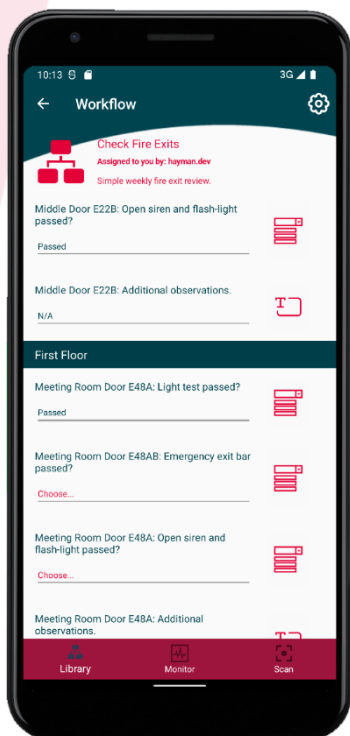 10:13
3G
Workflow
Check Fire Exits
Assigned to you by: hayman.dev
Simple weekly fire exit review.
Middle Door E22B: Open siren and flash-light
passed?
Passed
Middle Door E22B: Additional observations.
N/A
First Floor
Meeting Room Door E48A: Light test passed?
Passed
Meeting Room Door E48AB: Emergency exit bar
passed?
Choose...
Meeting Room Door E48A: Open siren and
flash-light passed?
Choose...
Meeting Room Door E48A: Additional
observations.
Library
Monitor
Scan